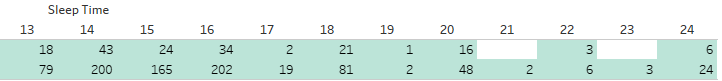 Sleep Time
13 14 15 16 17 18 19 20 21 22 23 24
18 43 24 34 2 21 1 16 3 6
79 200 165 202 19 81 2 48 2 6 3 24